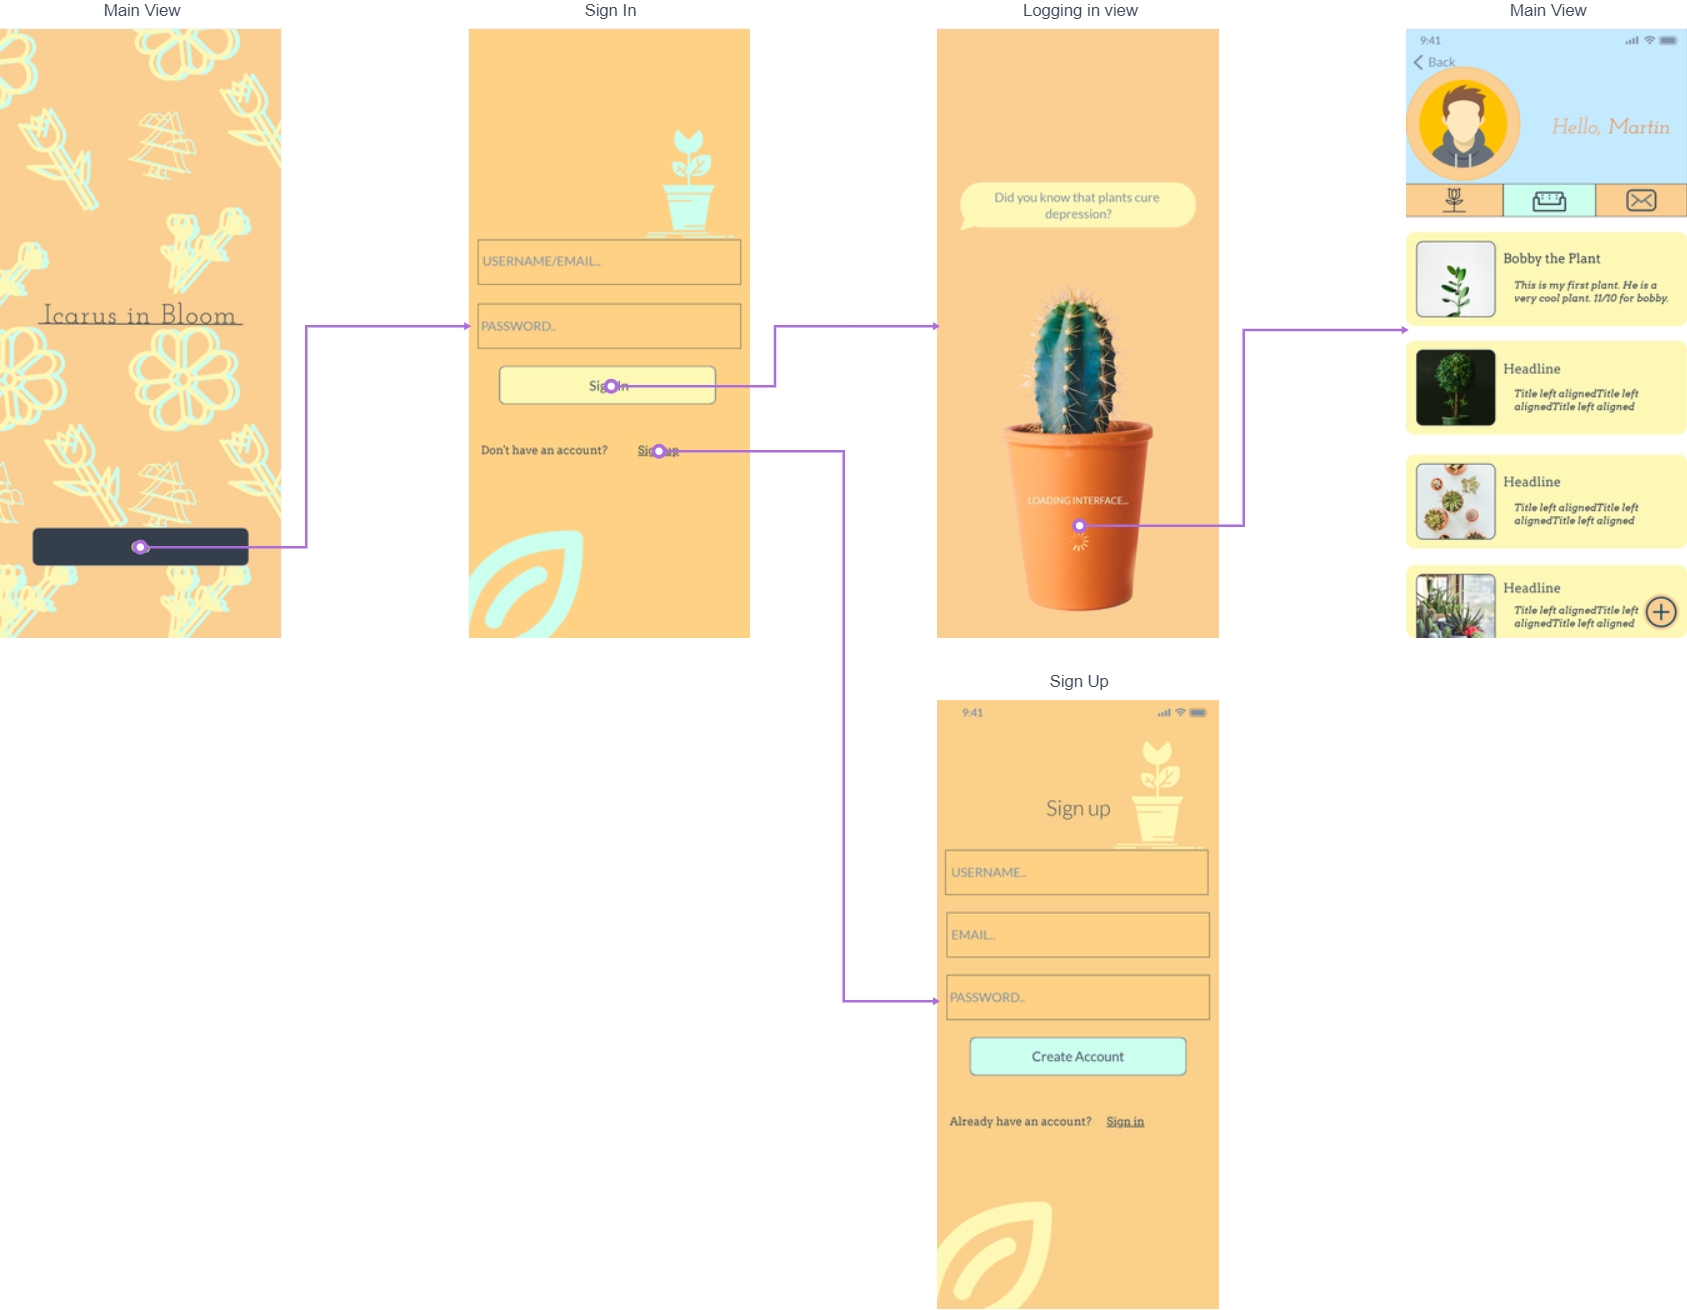 Main View
Icarus in Bloom
Sign In
USERNAME/EMAIL..
PASSWORD..
Don't have an account?
Logging in view
Did you know that plants cure
depression?
LOADING INTERFACE...
Main View
9:41
Back
Hello, Martin
Bobby the Plant
This is my first plant. He is a
very cool plant. 11/10 for bobby.
Headline
Title left alignedTitle left
alignedTitle left aligned
Headline
Title left alignedTitle left
alignedTitle left aligned
Headline
Title left alignedTitle left
alignedTitle left aligned
Sign Up
9:41
Sign up
USERNAME..
EMAIL..
PASSWORD..
Create Account
Already have an account? Sign in